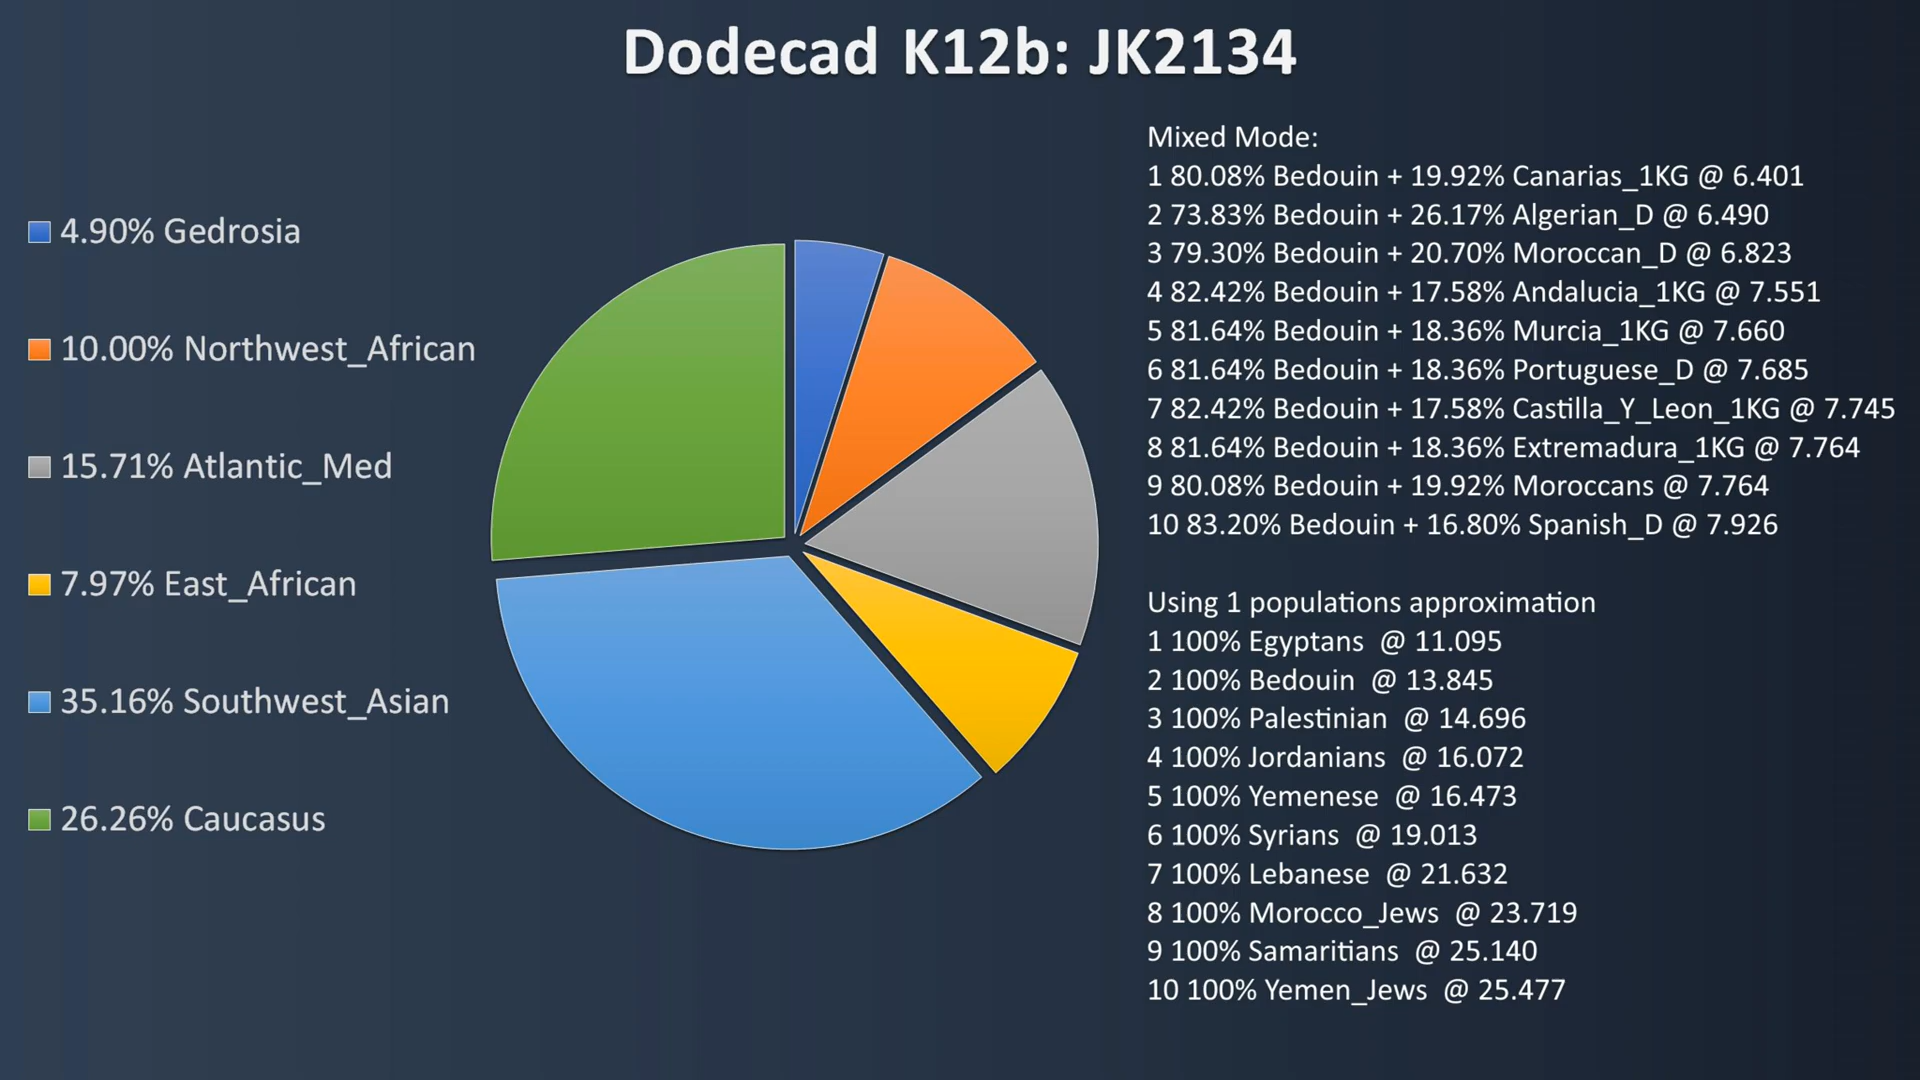 Dodecad K12b: JK2134
4.90% Gedrosia
10.00% Northwest_African
15.71% Atlantic_Med
7.97% East_African
35.16% Southwest_Asian
26.26% Caucasus
Mixed Mode:
1 80.08% Bedouin + 19.92% Canarias_1KG @ 6.401
2 73.83% Bedouin + 26.17% Algerian_D @ 6.490
3 79.30% Bedouin + 20.70% Moroccan_D @ 6.823
4 82.42% Bedouin + 17.58% Andalucia_1KG @ 7.551
5 81.64% Bedouin + 18.36% Murcia_1KG @ 7.660
6 81.64% Bedouin + 18.36% Portuguese_D @ 7.685
7 82.42% Bedouin + 17.58% Castilla_Y_Leon_1KG @ 7.745
8 81.64% Bedouin + 18.36% Extremadura_1KG @ 7.764
9 80.08% Bedouin + 19.92% Moroccans @ 7.764
10 83.20% Bedouin + 16.80% Spanish_D @ 7.926
Using 1 populations approximation
1 100% Egyptans @ 11.095
2 100% Bedouin @ 13.845
3 100% Palestinian @ 14.696
4 100% Jordanians @ 16.072
5 100% Yemenese @ 16.473
6 100% Syrians @ 19.013
7 100% Lebanese @ 21.632
8 100% Morocco_Jews @ 23.719
9 100% Samaritians @ 25.140
10 100% Yemen_Jews @ 25.477